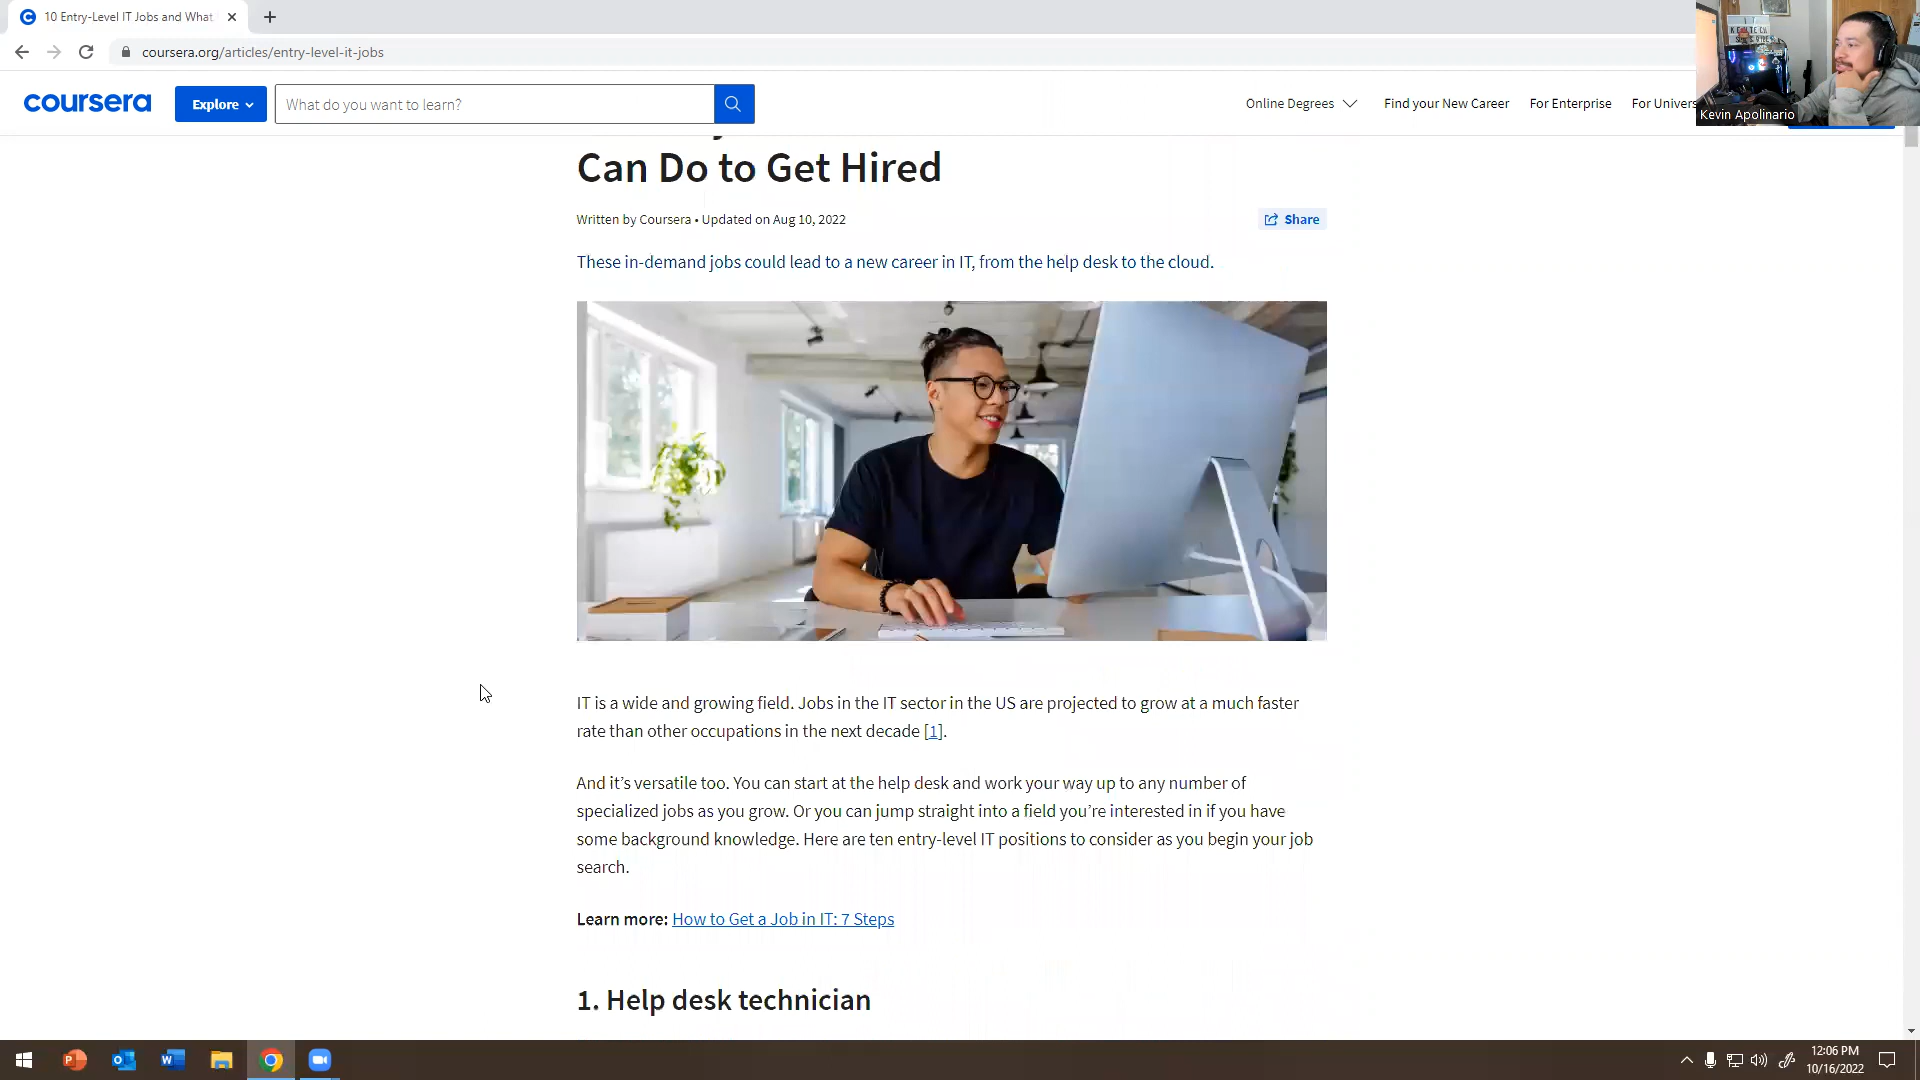 10 Entry-Level IT Jobs and What
coursera.org/articles/entry-level-it-jobs
coursera
Explore
What do you want to learn?
Online Degrees
Find your New Career
For Enterprise
For Univers
Kevin Apolinario
Can Do to Get Hired
Written by Coursera • Updated on Aug 10, 2022
Share
These in-demand jobs could lead to a new career in IT, from the help desk to the cloud.
IT is a wide and growing field. Jobs in the IT sector in the US are projected to grow at a much faster
rate than other occupations in the next decade [1].
And it’s versatile too. You can start at the help desk and work your way up to any number of
specialized jobs as you grow. Or you can jump straight into a field you’re interested in if you have
some background knowledge. Here are ten entry-level IT positions to consider as you begin your job
search.
Learn more: How to Get a Job in IT: 7 Steps
1. Help desk technician
12:06 PM
10/16/2022